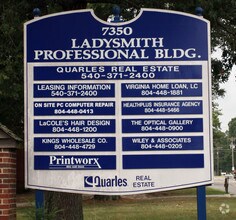 7350
LADYSMITH
PROFESSIONAL BLDG.
QUARLES REAL ESTATE
540-371-2400
LEASING INFORMATION
540-371-2400
VIRGINIA HOME LOAN, LC
804-448-1881
ON SITE PC COMPUTER REPAIR
804-448-0413
HEALTHPLUS INSURANCE AGENCY
804-448-5466
LaCOLE'S HAIR DESIGN
804-448-1200
THE OPTICAL GALLERY
804-448-0900
KINGS WHOLESALE CO.
804-448-4729
WILEY & ASSOCIATES
804-448-0205
Printworx
Quarles REAL
ESTATE